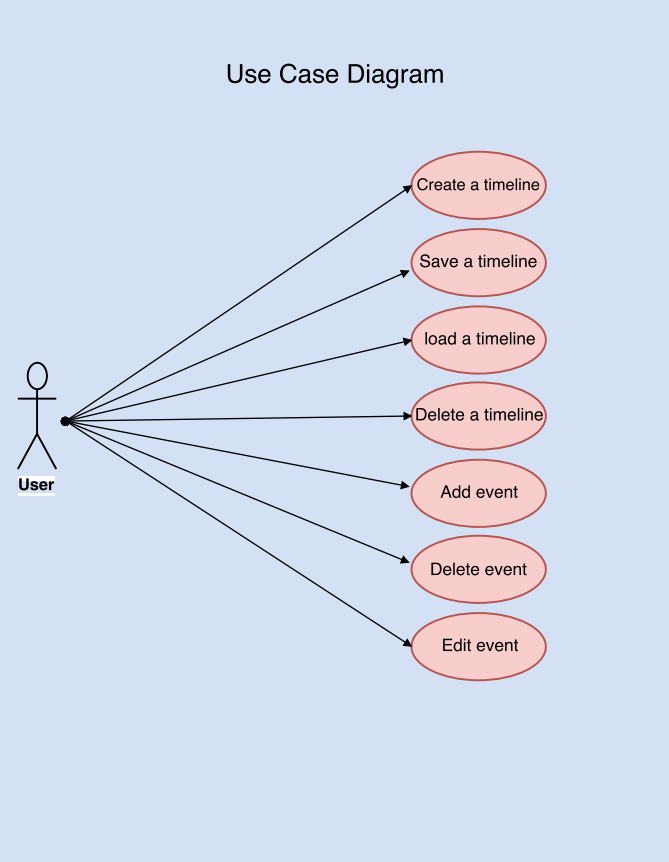 Use Case Diagram
Create a timeline
Save a timeline
load a timeline
Delete a timeline
Add event
User
Delete event
Edit event